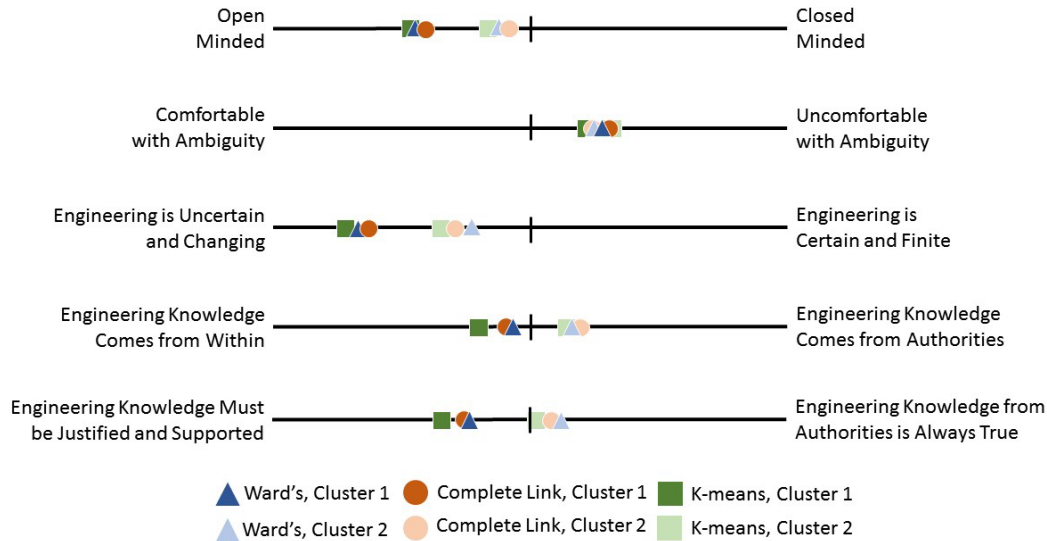 Open
Minded
Closed
Minded
Comfortable
with Ambiguity
Uncomfortable
with Ambiguity
Engineering is Uncertain
and Changing
Engineering is
Certain and Finite
Engineering Knowledge
Comes from Within
Engineering Knowledge
Comes from Authorities
Engineering Knowledge Must
be Justified and Supported
Engineering Knowledge from
Authorities is Always True
Ward's, Cluster 1
Complete Link, Cluster 1
K-means, Cluster 1
Ward's, Cluster 2
Complete Link, Cluster 2
K-means, Cluster 2